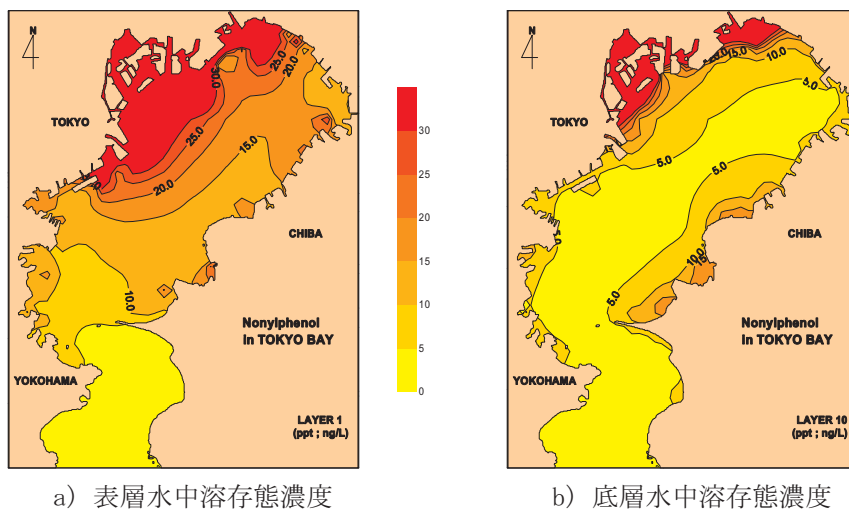 N
TOKYO
30.0
25.0
25.0
20.0
15.0
20.0
10.0
CHIBA
Nonylphenol
in TOKYO BAY
YOKOHAMA
LAYER 1
(ppt ; ng/L)
30
25
20
15
10
5
0
N
TOKYO
15.0
10.0
5.0
5.0
5.0
10.0
15
5.0
CHIBA
Nonylphenol
in TOKYO BAY
YOKOHAMA
LAYER 10
(ppt ; ng/L)
a) 表層水中溶存態濃度
b) 底層水中溶存態濃度